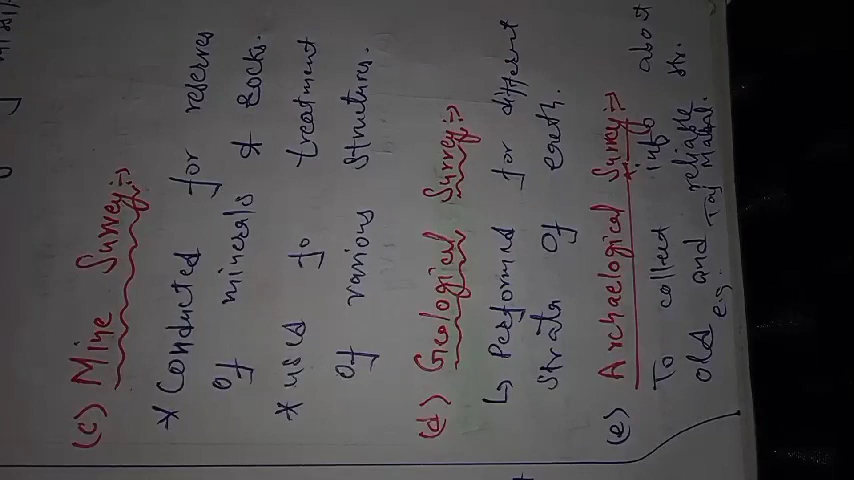 (c) Mine Survey:→
* Conducted for reserves
of minerals & Rocks.
* used to treatment
of various structures.
(d) Geological Survey:→
↳ Performed for different
strata of earth.
(e) Archaelogical Survey:→
To collect info about
old and reliable str.
e.g. Taj Mahal.